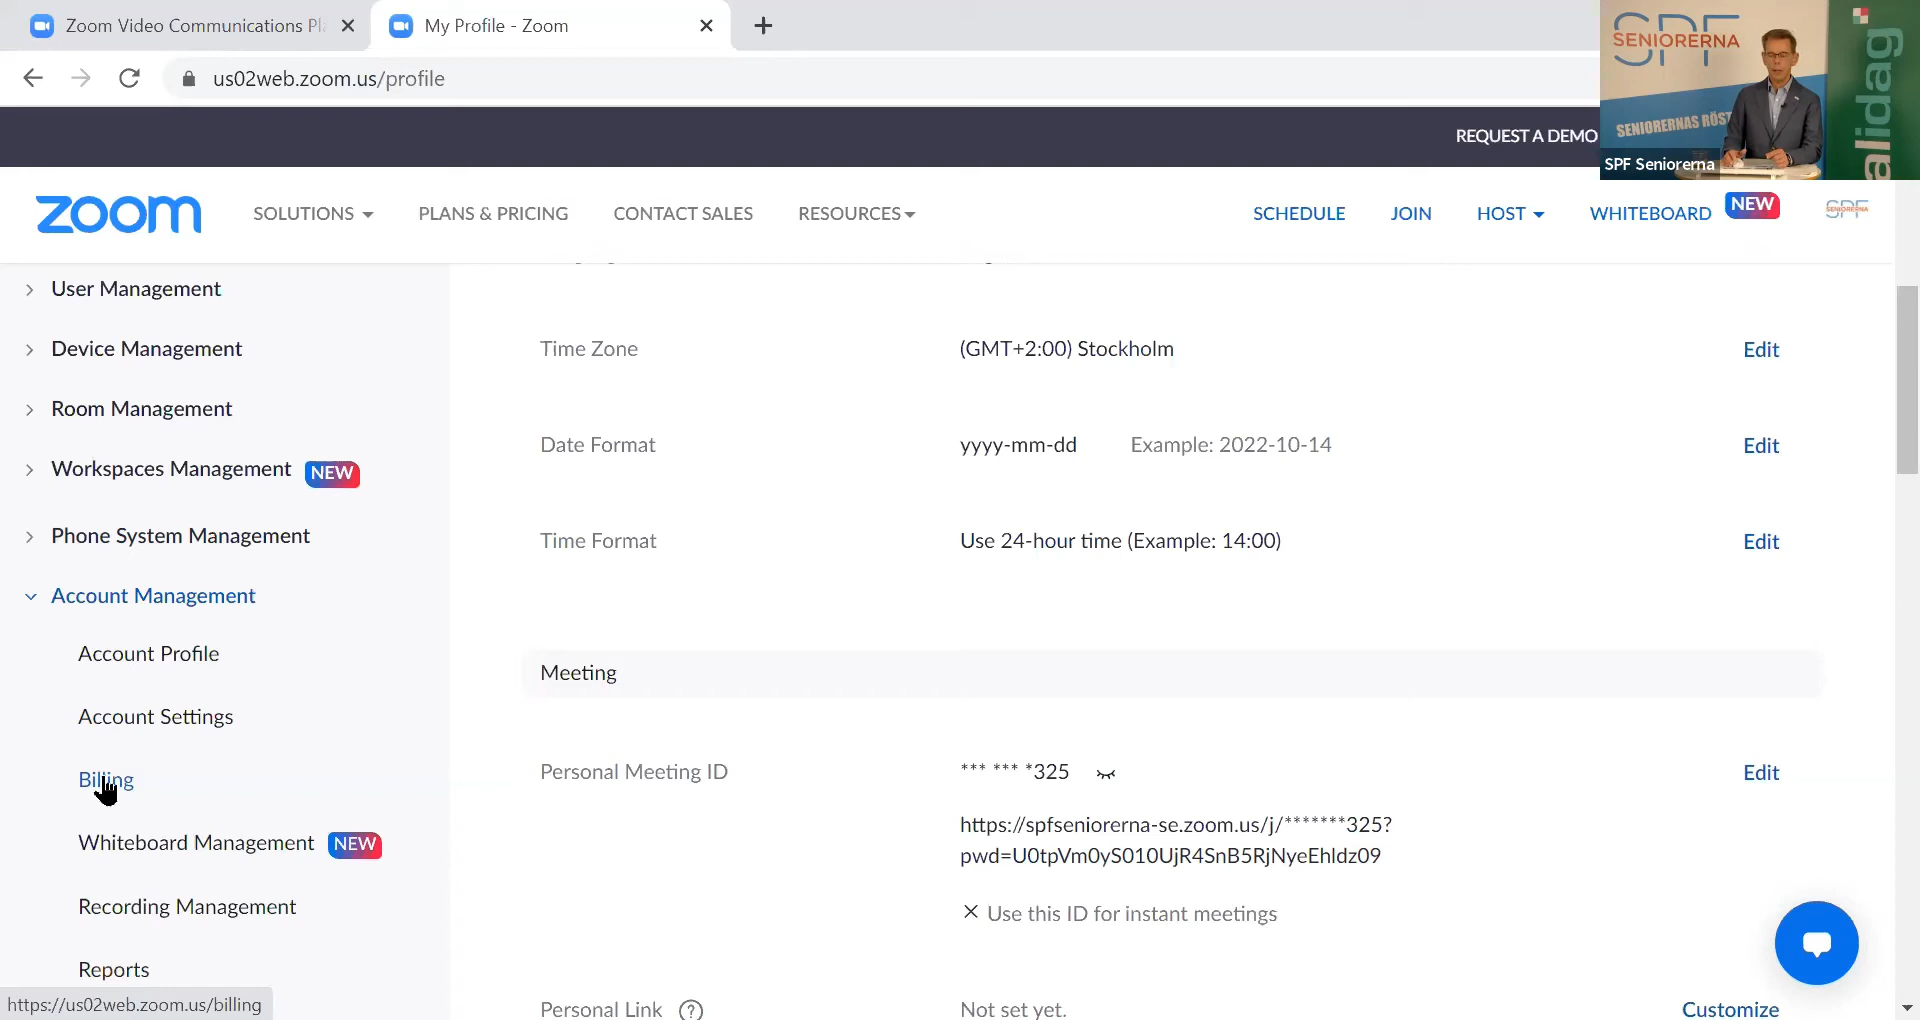 Zoom Video Communications Pl
My Profile - Zoom
us02web.zoom.us/profile
REQUEST A DEMO
SPF
SENIORERNA
SENIORERNAS RÖST
alidag
SPF Seniorerna
zoom
SOLUTIONS
PLANS & PRICING
CONTACT SALES
RESOURCES
SCHEDULE
JOIN
HOST
WHITEBOARD
NEW
SPF
SENIORERNA
User Management
Device Management
Room Management
Workspaces Management NEW
Phone System Management
Account Management
Account Profile
Account Settings
Billing
Whiteboard Management NEW
Recording Management
Reports
https://us02web.zoom.us/billing
Time Zone (GMT+2:00) Stockholm Edit
Date Format yyyy-mm-dd Example: 2022-10-14 Edit
Time Format Use 24-hour time (Example: 14:00) Edit
Meeting
Personal Meeting ID *** *** *325 Edit
https://spfseniorerna-se.zoom.us/j/*******325?
pwd=U0tpVm0yS010UjR4SnB5RjNyeEhldz09
Use this ID for instant meetings
Personal Link ? Not set yet. Customize